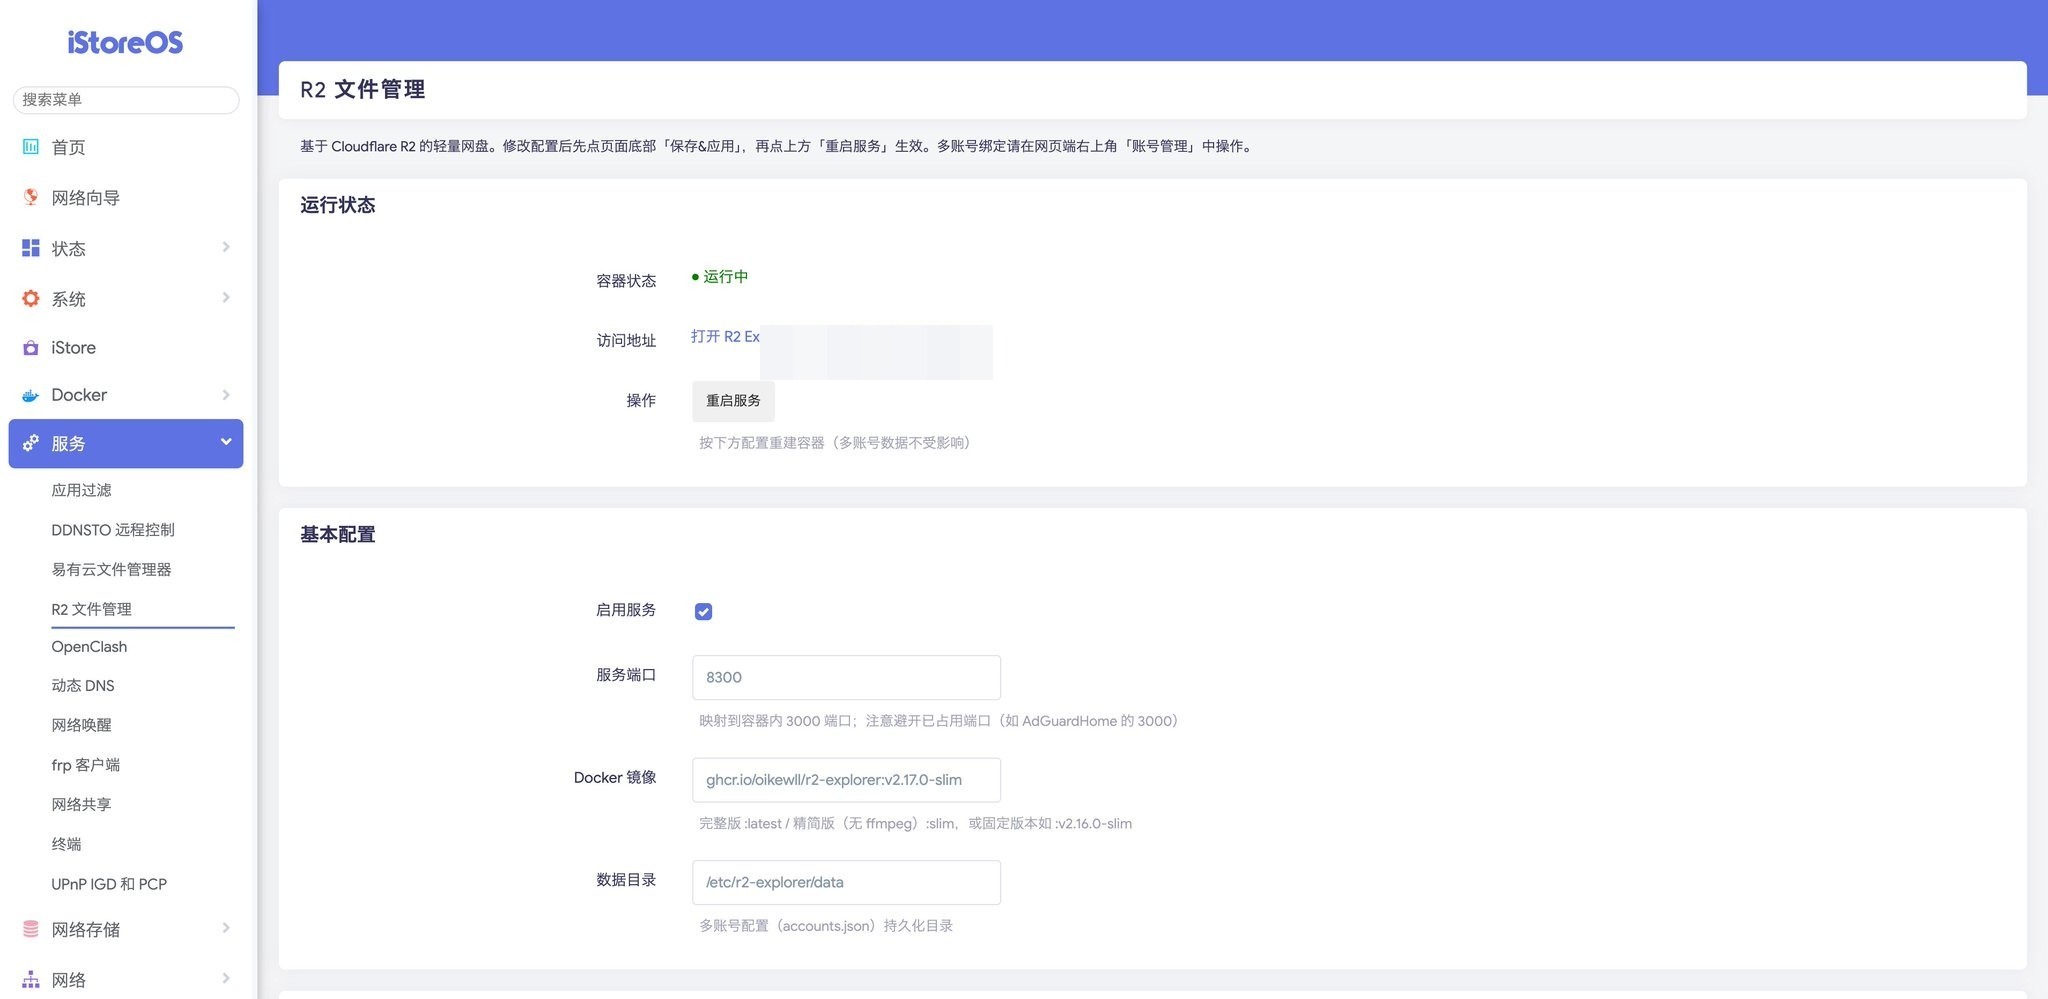 iStoreOS
搜索菜单
首页
网络向导
状态
系统
iStore
Docker
服务
应用过滤
DDNSTO 远程控制
易有云文件管理器
R2 文件管理
OpenClash
动态 DNS
网络唤醒
frp 客户端
网络共享
终端
UPnP IGD 和 PCP
网络存储
网络
R2 文件管理
基于 Cloudflare R2 的轻量网盘。修改配置后先点页面底部「保存&应用」，再点上方「重启服务」生效。多账号绑定请在网页端右上角「账号管理」中操作。
运行状态
容器状态
● 运行中
访问地址
打开 R2 Ex
操作
重启服务
按下方配置重建容器（多账号数据不受影响）
基本配置
启用服务
服务端口
8300
映射到容器内 3000 端口；注意避开已占用端口（如 AdGuardHome 的 3000）
Docker 镜像
ghcr.io/oikewll/r2-explorer:v2.17.0-slim
完整版 :latest / 精简版（无 ffmpeg）:slim，或固定版本如 :v2.16.0-slim
数据目录
/etc/r2-explorer/data
多账号配置（accounts.json）持久化目录